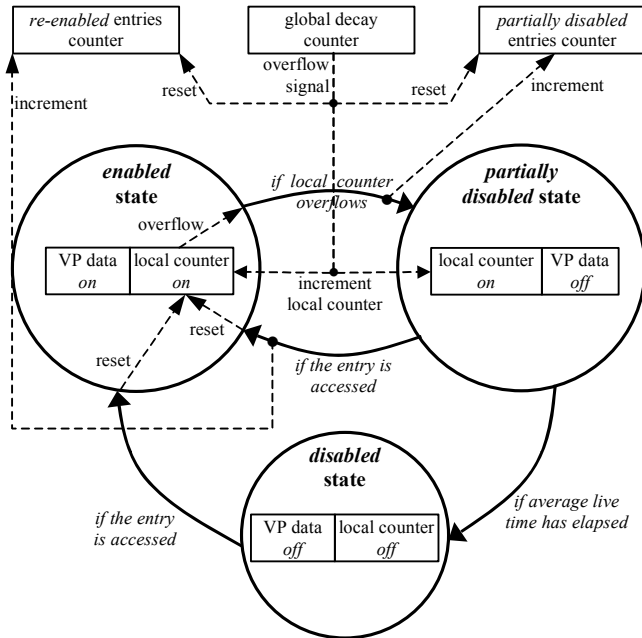 re-enabled entries
counter
global decay
counter
partially disabled
entries counter
overflow
signal
reset
reset
increment
increment
enabled
state
if local counter
overflows
partially
disabled state
overflow
VP data
on
local counter
on
increment
local counter
local counter
on
VP data
off
reset
reset
if the entry is
accessed
disabled
state
if the entry
is accessed
VP data
off
local counter
off
if average live
time has elapsed